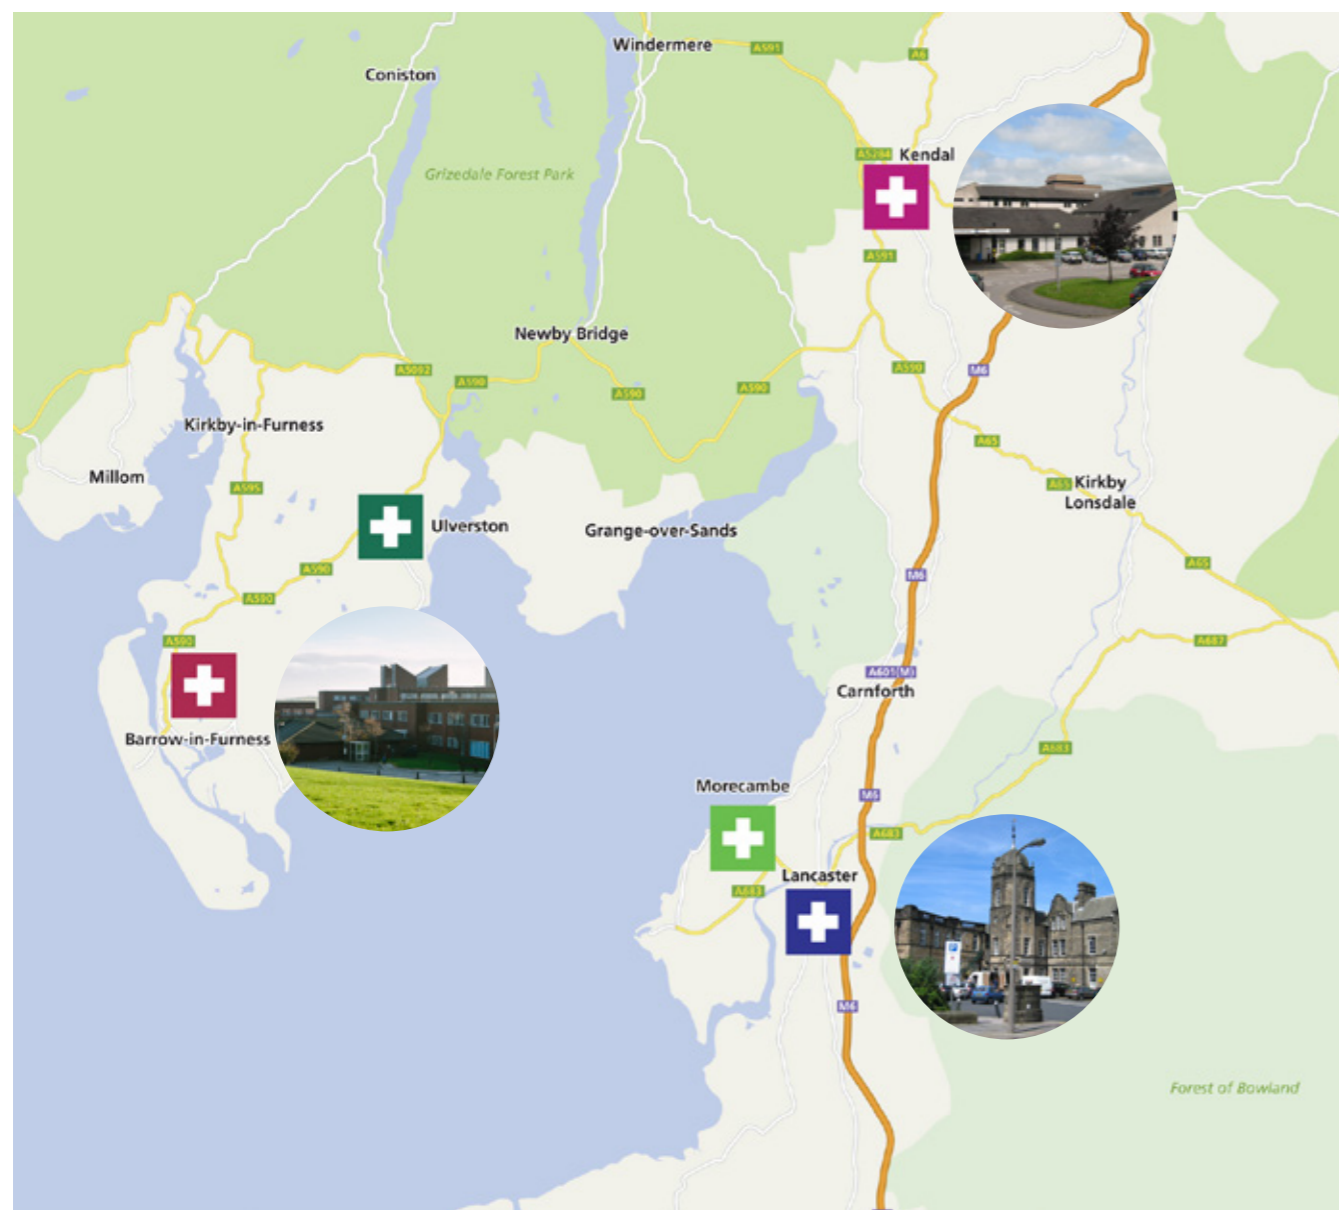 Windermere
A591
A6
Coniston
A5284
Kendal
Grizedale Forest Park
A591
Newby Bridge
A5092
A590
A590
A590
A590
M6
Kirkby-in-Furness
A65
Millom
A595
A65
Kirkby
Lonsdale
Ulverston
Grange-over-Sands
A590
M6
A65
A590
A590
A687
A601(M)
Carnforth
Barrow-in-Furness
A683
Morecambe
M6
A683
Lancaster
A683
M6
Forest of Bowland